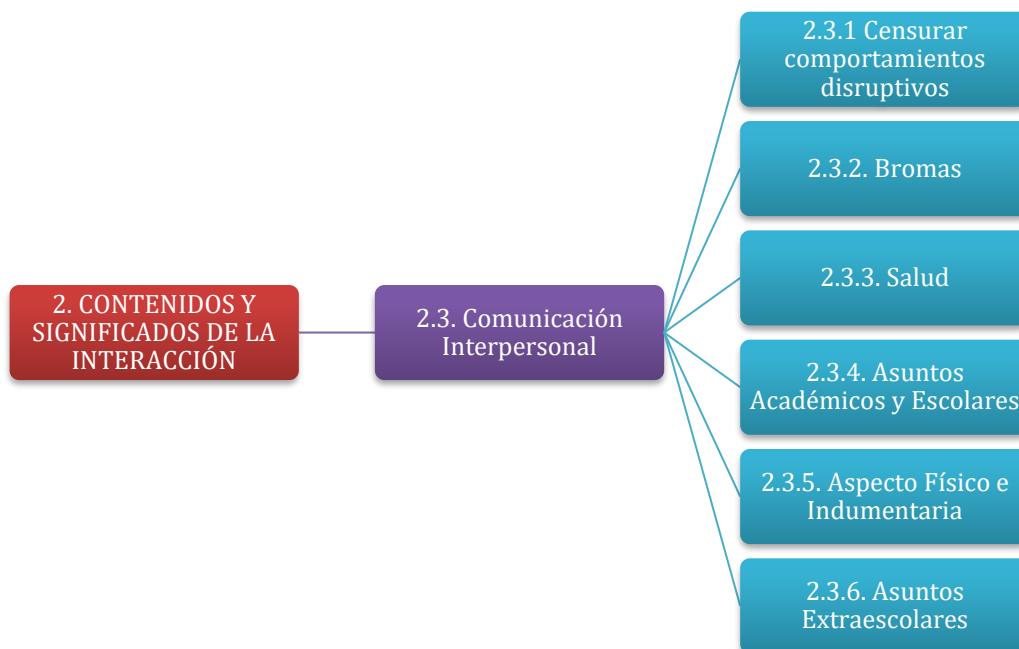 2. CONTENIDOS Y
SIGNIFICADOS DE LA
INTERACCIÓN
2.3. Comunicación
Interpersonal
2.3.1 Censurar
comportamientos
disruptivos
2.3.2. Bromas
2.3.3. Salud
2.3.4. Asuntos
Académicos y Escolares
2.3.5. Aspecto Físico e
Indumentaria
2.3.6. Asuntos
Extraescolares